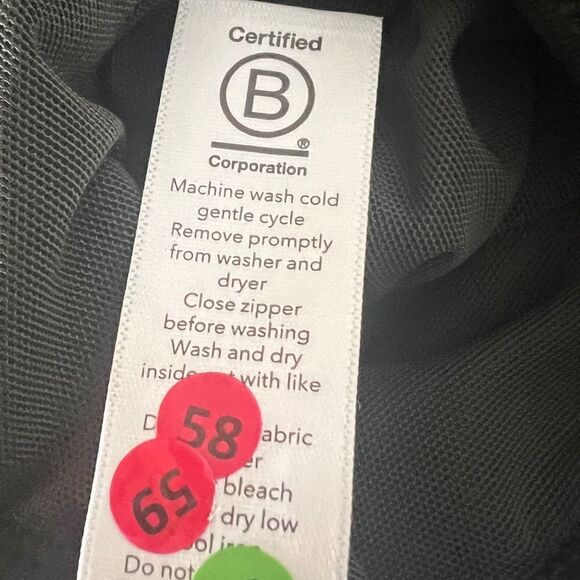 Certified
B
®
Corporation
Machine wash cold
gentle cycle
Remove promptly
from washer and
dryer
Close zipper
before washing
Wash and dry
with like
58
59
bleach
dry low
Do not